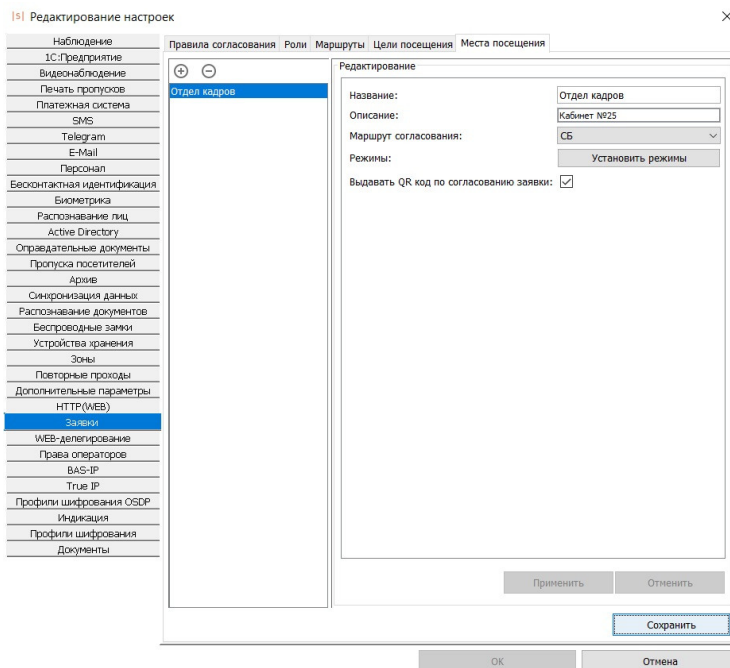 |s| Редактирование настроек
Наблюдение
1С:Предприятие
Видеонаблюдение
Печать пропусков
Платежная система
SMS
Telegram
E-Mail
Персонал
Бесконтактная идентификация
Биометрика
Распознавание лиц
Active Directory
Оправдательные документы
Пропуска посетителей
Архив
Синхронизация данных
Распознавание документов
Беспроводные замки
Устройства хранения
Зоны
Повторные проходы
Дополнительные параметры
HTTP(WEB)
Заявки
WEB-делегирование
Права операторов
BAS-IP
True IP
Профили шифрования OSDP
Индикация
Профили шифрования
Документы
Правила согласования Роли Маршруты Цели посещения Места посещения
Отдел кадров
Редактирование
Название: Отдел кадров
Описание: Кабинет №25
Маршрут согласования: СБ
Режимы: Установить режимы
Выдавать QR код по согласованию заявки:
Применить Отменить
Сохранить
ОК Отмена